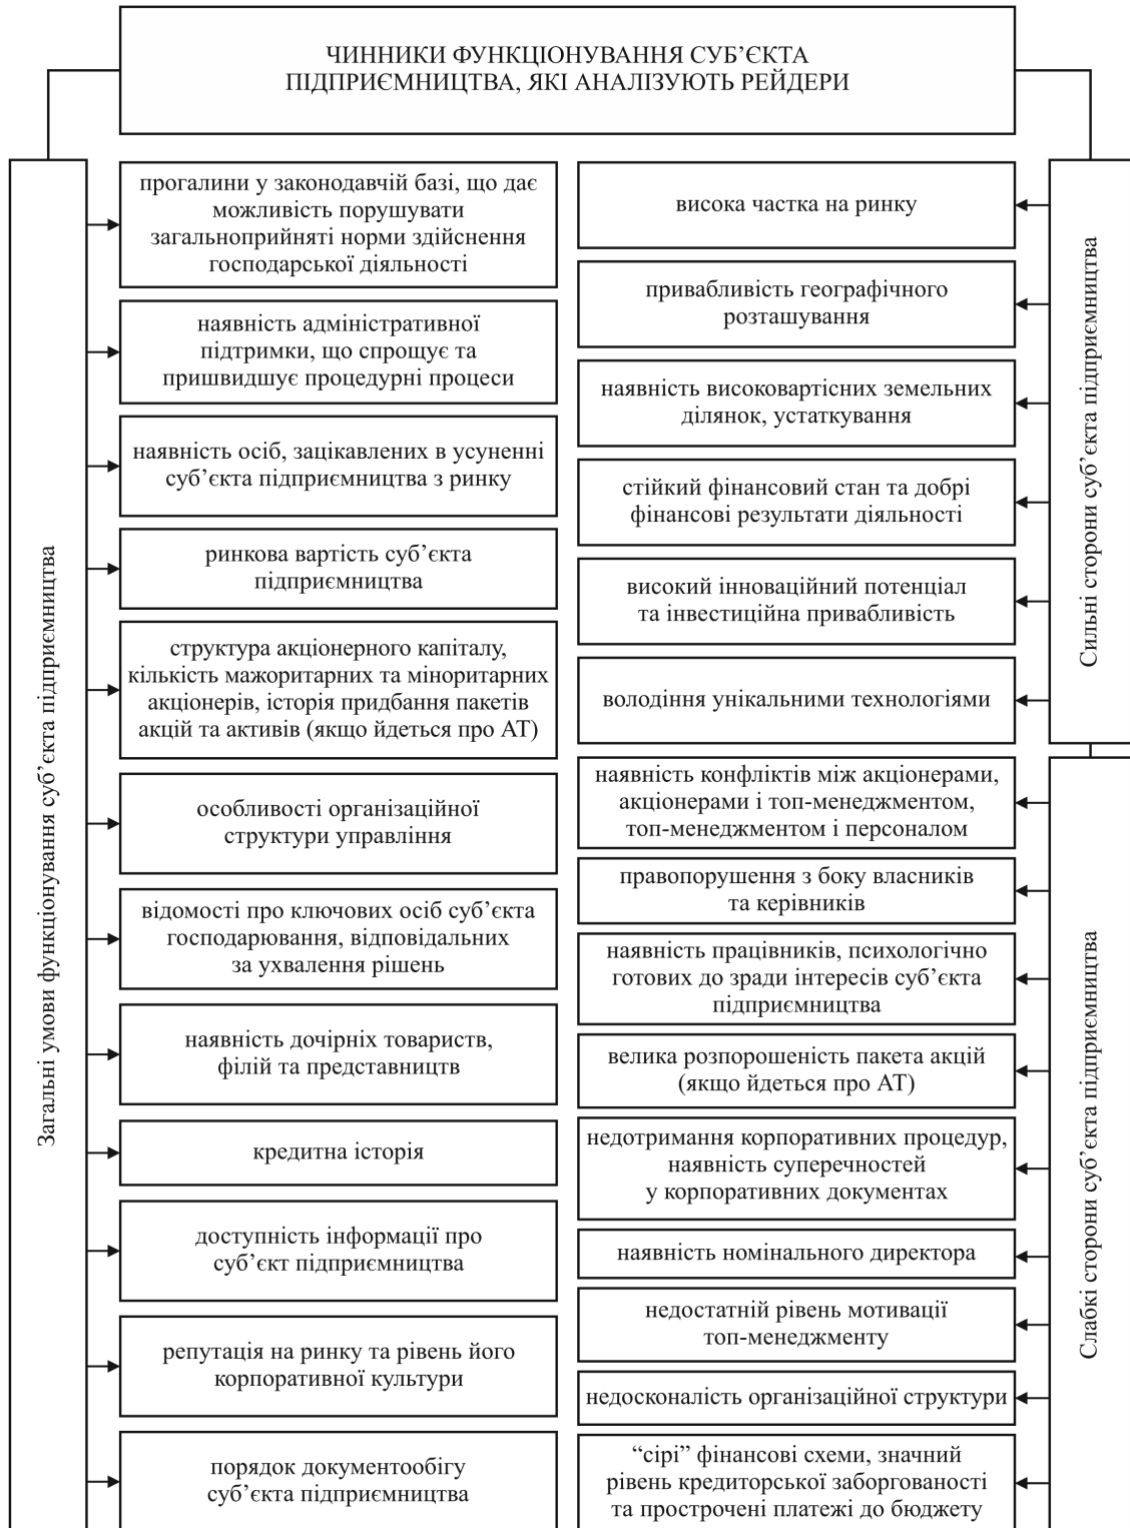 ЧИННИКИ ФУНКЦІОНУВАННЯ СУБ’ЄКТА
ПІДПРИЄМНИЦТВА, ЯКІ АНАЛІЗУЮТЬ РЕЙДЕРИ
Загальні умови функціонування суб’єкта підприємництва
прогалини у законодавчій базі, що дає
можливість порушувати
загальноприйняті норми здійснення
господарської діяльності
наявність адміністративної
підтримки, що спрощує та
пришвидшує процедурні процеси
наявність осіб, зацікавлених в усуненні
суб’єкта підприємництва з ринку
ринкова вартість суб’єкта
підприємництва
структура акціонерного капіталу,
кількість мажоритарних та міноритарних
акціонерів, історія придбання пакетів
акцій та активів (якщо йдеться про АТ)
особливості організаційної
структури управління
відомості про ключових осіб суб’єкта
господарювання, відповідальних
за ухвалення рішень
наявність дочірніх товариств,
філій та представництв
кредитна історія
доступність інформації про
суб’єкт підприємництва
репутація на ринку та рівень його
корпоративної культури
порядок документообігу
суб’єкта підприємництва
Сильні сторони суб’єкта підприємництва
висока частка на ринку
привабливість географічного
розташування
наявність високовартісних земельних
ділянок, устаткування
стійкий фінансовий стан та добрі
фінансові результати діяльності
високий інноваційний потенціал
та інвестиційна привабливість
володіння унікальними технологіями
Слабкі сторони суб’єкта підприємництва
наявність конфліктів між акціонерами,
акціонерами і топ-менеджментом,
топ-менеджментом і персоналом
правопорушення з боку власників
та керівників
наявність працівників, психологічно
готових до зради інтересів суб’єкта
підприємництва
велика розпорошеність пакета акцій
(якщо йдеться про АТ)
недотримання корпоративних процедур,
наявність суперечностей
у корпоративних документах
наявність номінального директора
недостатній рівень мотивації
топ-менеджменту
недосконалість організаційної структури
“сірі” фінансові схеми, значний
рівень кредиторської заборгованості
та прострочені платежі до бюджету